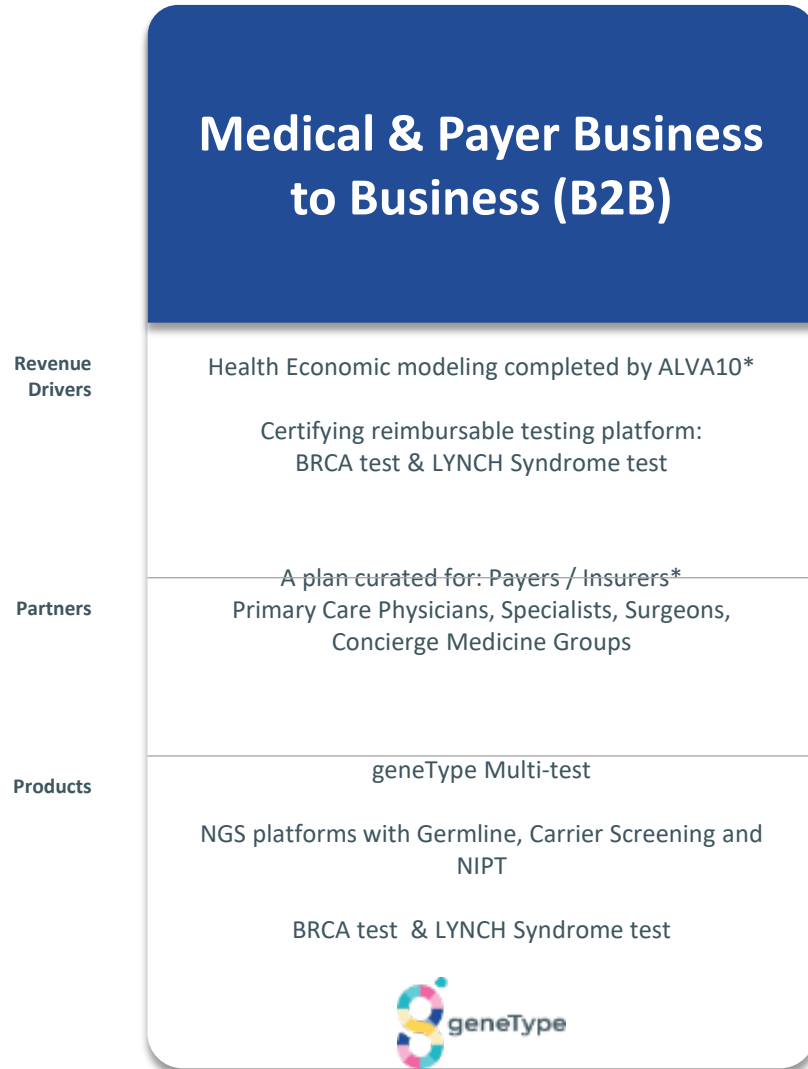 Medical & Payer Business
to Business (B2B)
Revenue
Drivers
Health Economic modeling completed by ALVA10*
Certifying reimbursable testing platform:
BRCA test & LYNCH Syndrome test
Partners
A plan curated for: Payers / Insurers*
Primary Care Physicians, Specialists, Surgeons,
Concierge Medicine Groups
Products
geneType Multi-test
NGS platforms with Germline, Carrier Screening and
NIPT
BRCA test & LYNCH Syndrome test
geneType